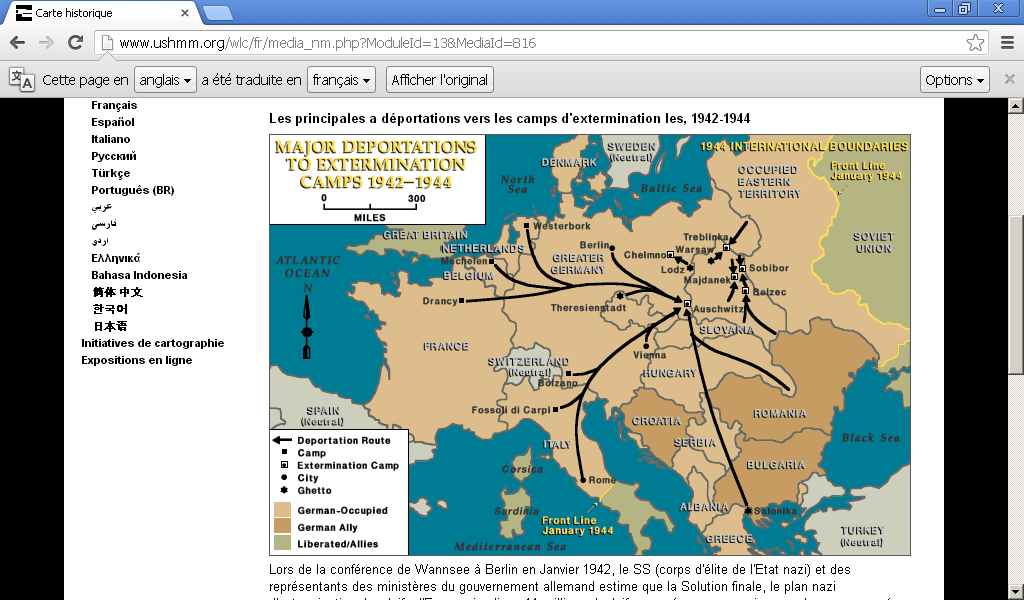 Carte historique
www.ushmm.org/wlc/fr/media_nm.php?ModuleId=13&MediaId=816
Cette page en anglais a été traduite en français Afficher l'original Options
Français
Español
Italiano
Русский
Türkçe
Português (BR)
عربي
فارسی
اردو
Ελληνικά
Bahasa Indonesia
简体 中文
한국어
日本語
Initiatives de cartographie
Expositions en ligne
Les principales a déportations vers les camps d'extermination les, 1942-1944
MAJOR DEPORTATIONS
TO EXTERMINATION
CAMPS 1942–1944
0 300
MILES
1944 INTERNATIONAL BOUNDARIES
Front Line
January 1944
SWEDEN
(Neutral)
DENMARK
North
Sea
Baltic Sea
OCCUPIED
EASTERN
TERRITORY
SOVIET
UNION
GREAT BRITAIN
NETHERLANDS
Westerbork
Mechelen
BELGIUM
Berlin
GREATER
GERMANY
Chelmno
Treblinka
Warsaw
Lodz
Sobibor
Majdanek
Belzec
Auschwitz
Theresienstadt
ATLANTIC
OCEAN
N
Drancy
FRANCE
SLOVAKIA
Vienna
HUNGARY
SWITZERLAND
(Neutral)
Bolzano
Fossoli di Carpi
ROMANIA
CROATIA
SERBIA
Black Sea
BULGARIA
SPAIN
(Neutral)
ITALY
Corsica
Rome
Sardinia
Front Line
January 1944
Mediterranean Sea
ALBANIA
GREECE
Salonika
TURKEY
(Neutral)
Deportation Route
Camp
Extermination Camp
City
Ghetto
German-Occupied
German Ally
Liberated/Allies
Lors de la conférence de Wannsee à Berlin en Janvier 1942, le SS (corps d'élite de l'Etat nazi) et des
représentants des ministères du gouvernement allemand estime que la Solution finale, le plan nazi